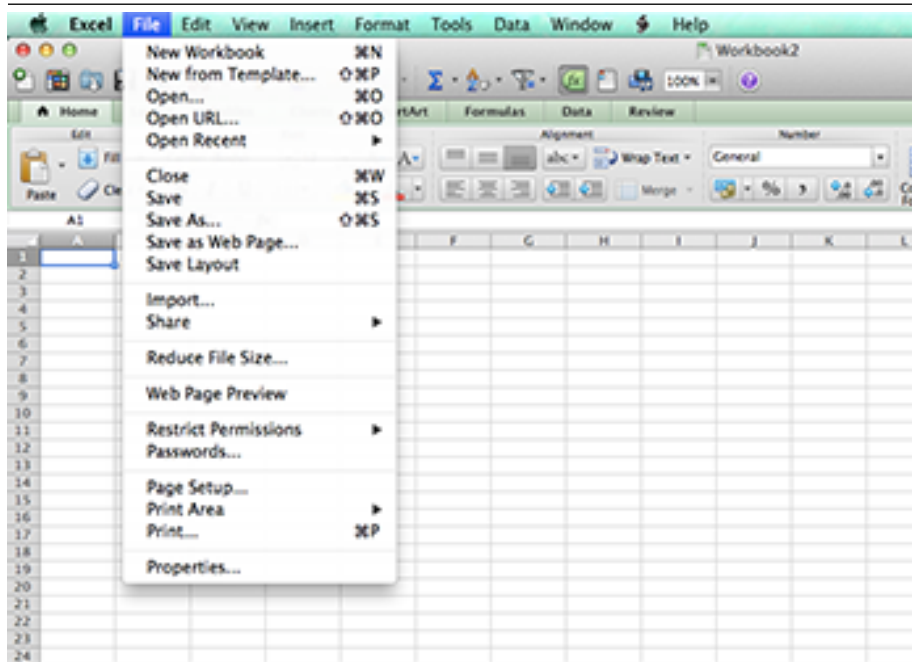 Excel File Edit View Insert Format Tools Data Window Help
Workbook2
100%
Home
Formulas Data Review
Edit Alignment Number
abc Wrap Text General
Paste Merge %
A1
New Workbook ⌘N
New from Template... ⇧⌘P
Open... ⌘O
Open URL... ⇧⌘O
Open Recent
Close ⌘W
Save ⌘S
Save As... ⇧⌘S
Save as Web Page...
Save Layout
Import...
Share
Reduce File Size...
Web Page Preview
Restrict Permissions
Passwords...
Page Setup...
Print Area
Print... ⌘P
Properties...
A F G H I J K L
1
2
3
4
5
6
7
8
9
10
11
12
13
14
15
16
17
18
19
20
21
22
23
24